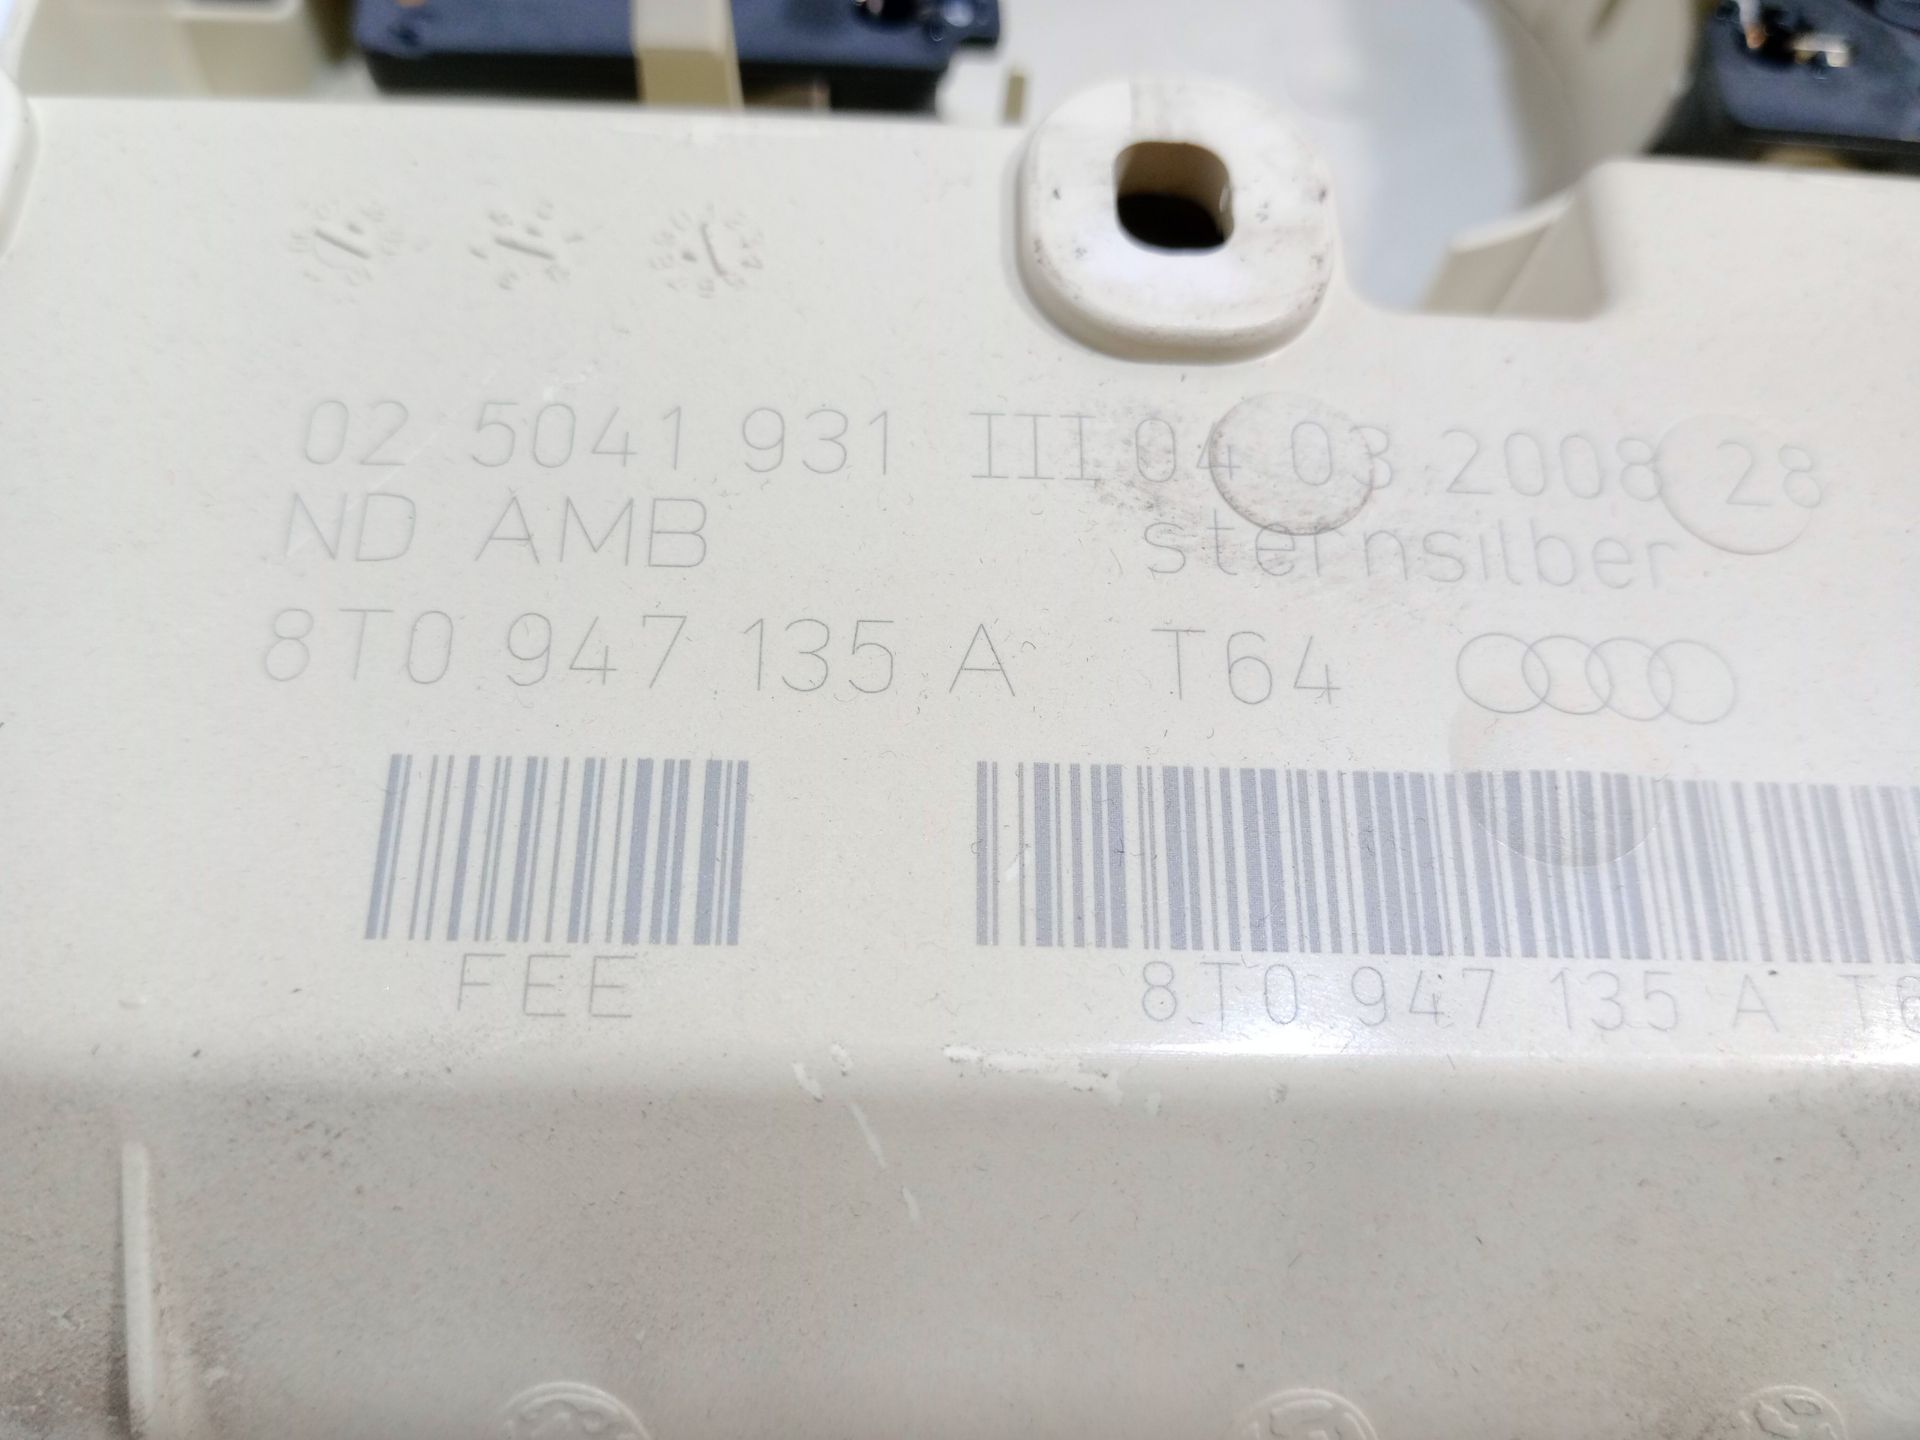 02 5041 931 III 04 03 2008 28
ND AMB sternsilber
8T0 947 135 A T64
FEE
8T0 947 135 A T6